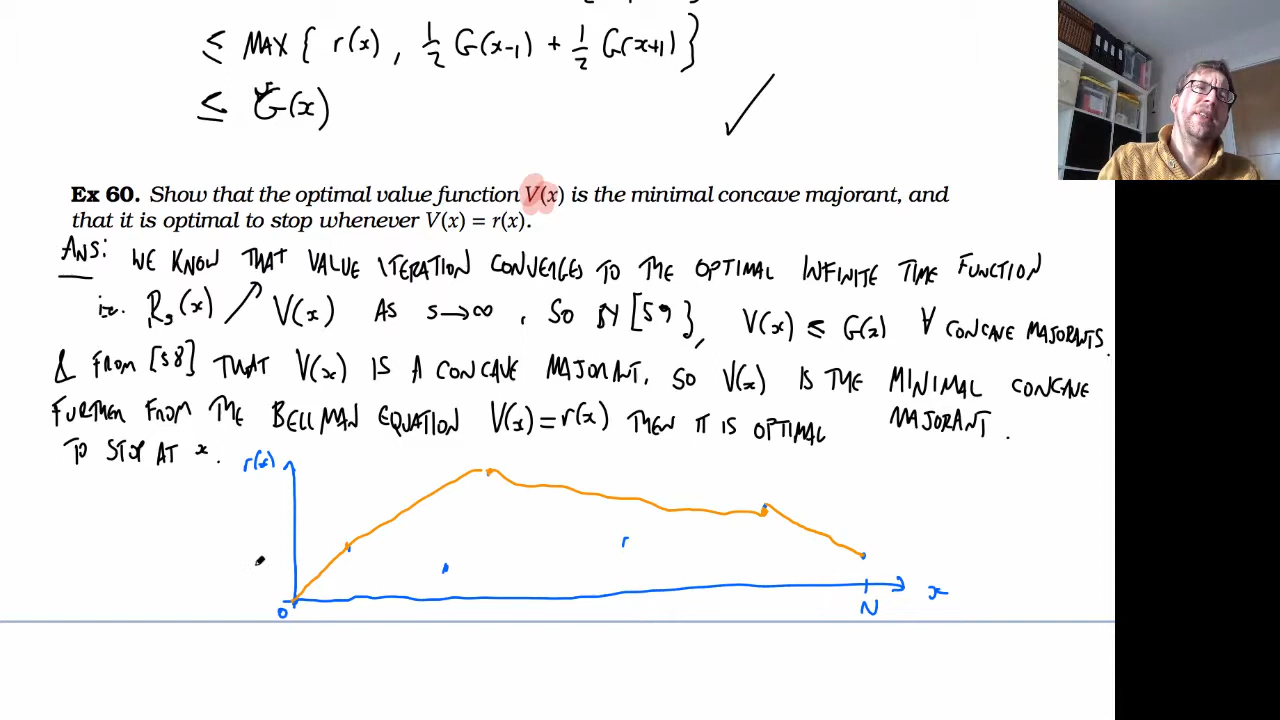 ≤ MAX { r(x) , 1/2 G(x-1) + 1/2 G(x+1) }
≤ G(x)
Ex 60. Show that the optimal value function V(x) is the minimal concave majorant, and
that it is optimal to stop whenever V(x) = r(x).
ANS: WE KNOW THAT VALUE ITERATION CONVERGES TO THE OPTIMAL INFINITE TIME FUNCTION
i.e. R_s(x) ↗ V(x) AS s→∞ , SO BY [59], V(x) ≤ G(x) ∀ CONCAVE MAJORANTS.
& FROM [58] THAT V(x) IS A CONCAVE MAJORANT, SO V(x) IS THE MINIMAL CONCAVE
MAJORANT.
FURTHER FROM THE BELLMAN EQUATION V(x)=r(x) THEN IT IS OPTIMAL
TO STOP AT x.
r(x)
0
N
x